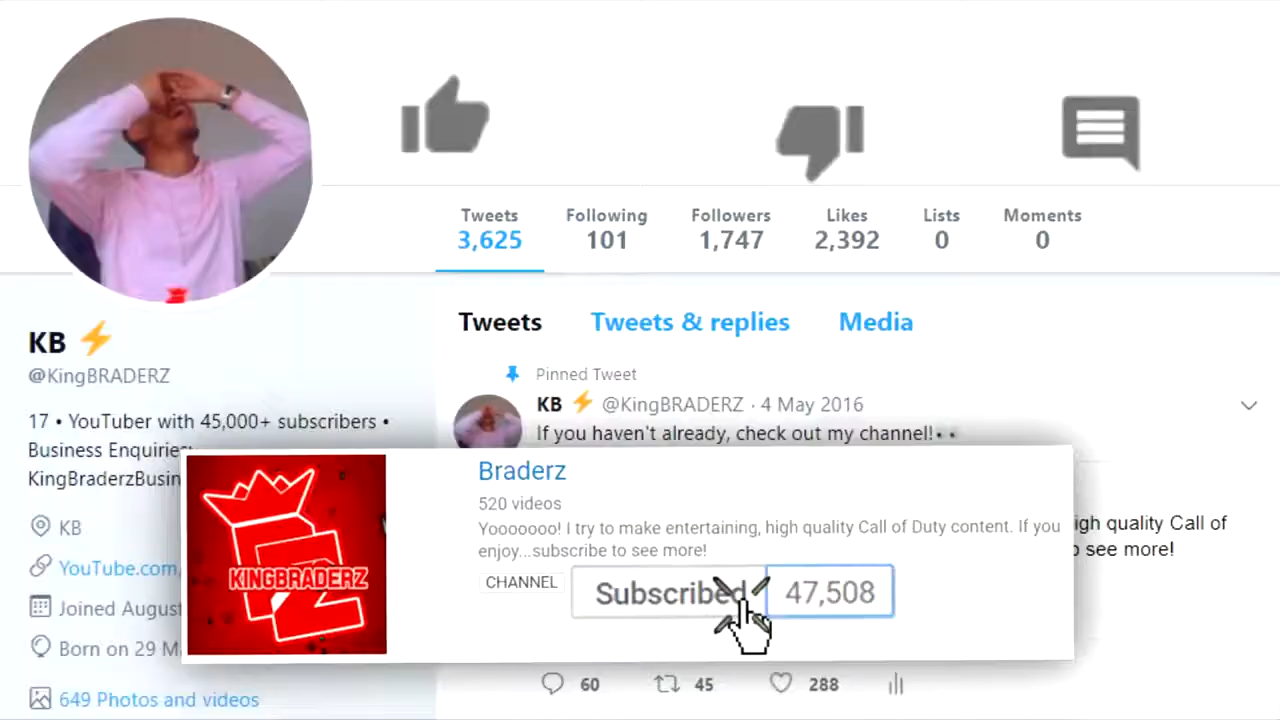 Tweets Following Followers Likes Lists Moments
3,625 101 1,747 2,392 0 0
Tweets Tweets & replies Media
Pinned Tweet
KB @KingBRADERZ · 4 May 2016
If you haven't already, check out my channel!
KB
@KingBRADERZ
17 • YouTuber with 45,000+ subscribers •
Business Enquiries:
KingBraderzBusin
KB
YouTube.com/
Joined August
Born on 29 M
649 Photos and videos
KINGBRADERZ
Braderz
520 videos
Yooooooo! I try to make entertaining, high quality Call of Duty content. If you
enjoy...subscribe to see more!
CHANNEL Subscribed 47,508
igh quality Call of
see more!
60 45 288